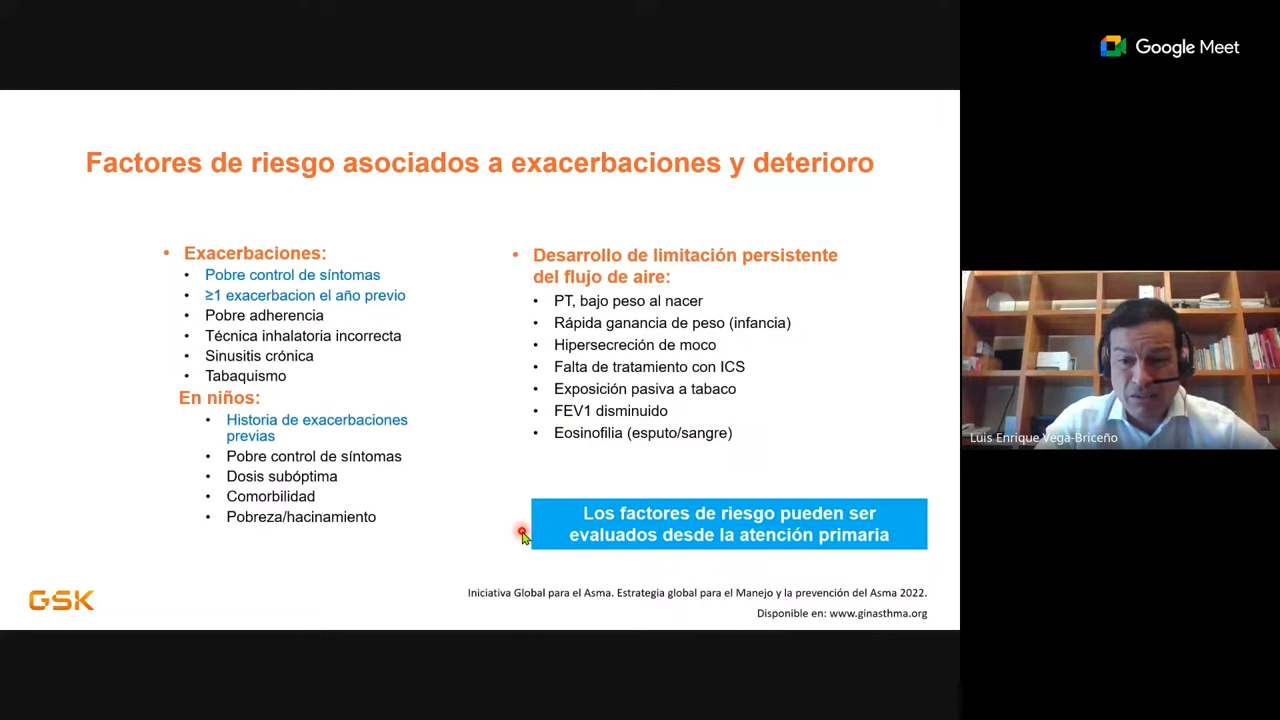 Google Meet
Factores de riesgo asociados a exacerbaciones y deterioro
• Exacerbaciones:
• Pobre control de síntomas
• ≥1 exacerbacion el año previo
• Pobre adherencia
• Técnica inhalatoria incorrecta
• Sinusitis crónica
• Tabaquismo
En niños:
• Historia de exacerbaciones
previas
• Pobre control de síntomas
• Dosis subóptima
• Comorbilidad
• Pobreza/hacinamiento
• Desarrollo de limitación persistente
del flujo de aire:
• PT, bajo peso al nacer
• Rápida ganancia de peso (infancia)
• Hipersecreción de moco
• Falta de tratamiento con ICS
• Exposición pasiva a tabaco
• FEV1 disminuido
• Eosinofilia (esputo/sangre)
Los factores de riesgo pueden ser
evaluados desde la atención primaria
GSK
Iniciativa Global para el Asma. Estrategia global para el Manejo y la prevención del Asma 2022.
Disponible en: www.ginasthma.org
Luis Enrique Vega-Briceño